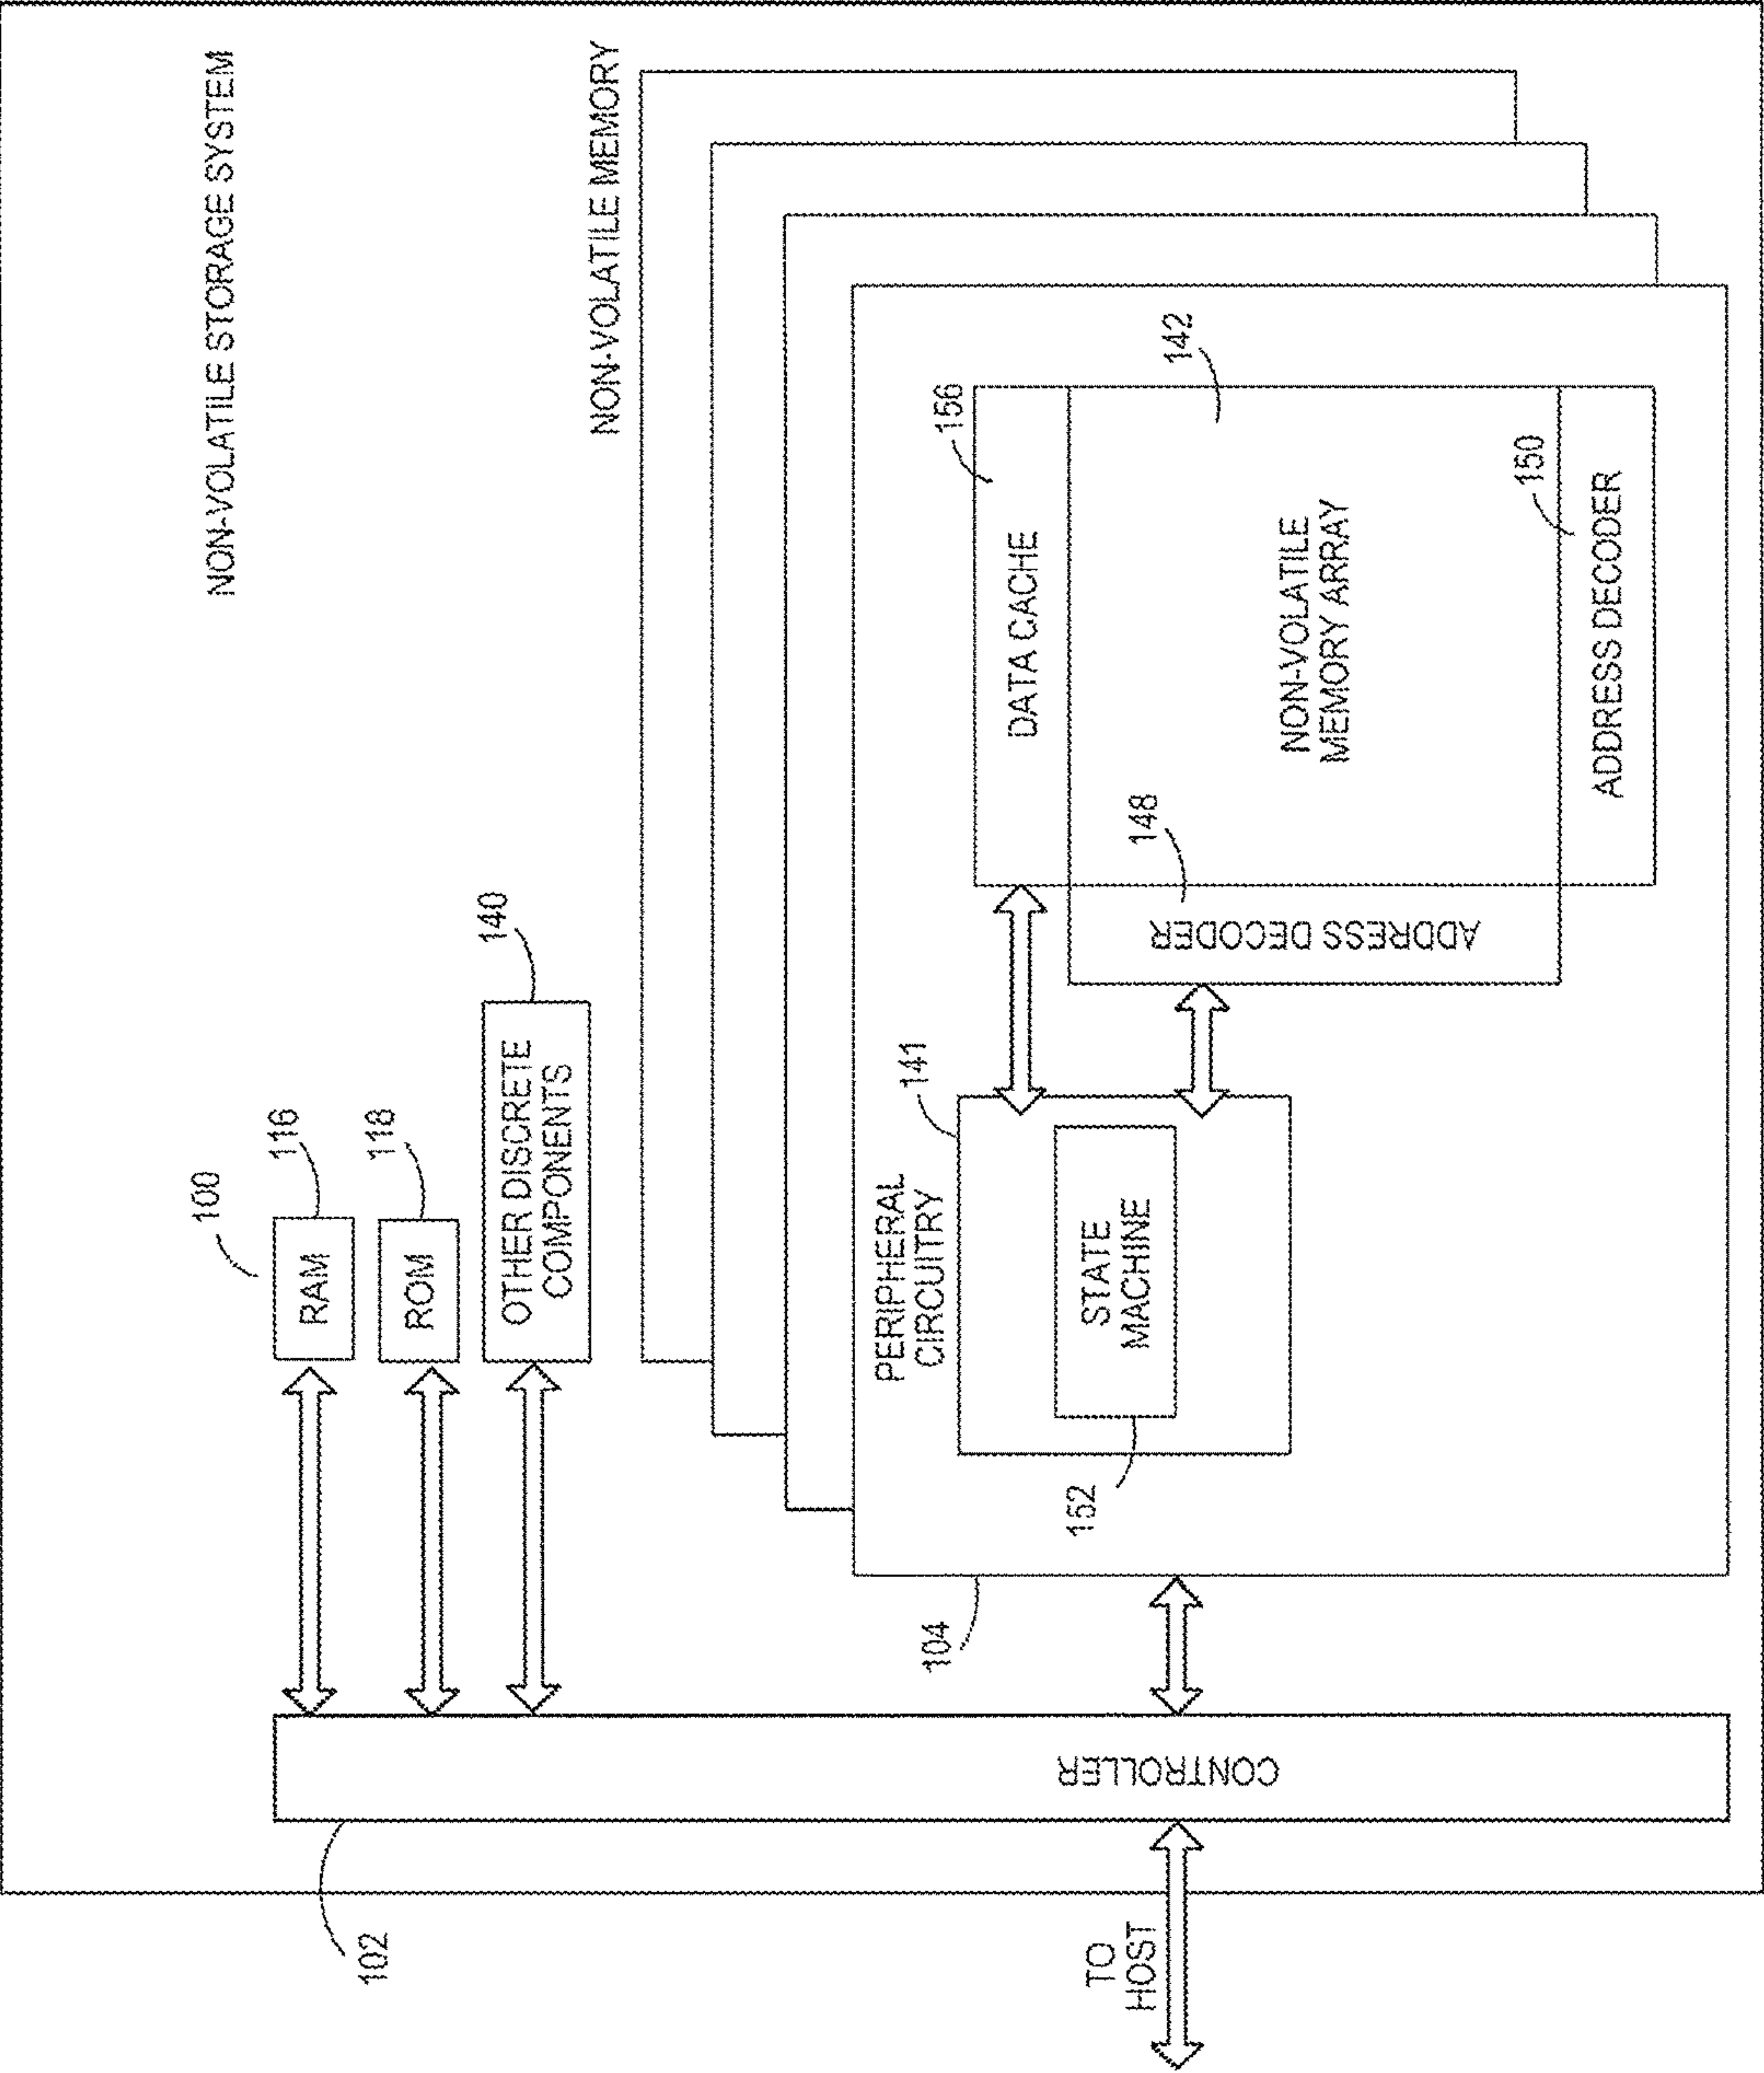 NON-VOLATILE STORAGE SYSTEM
100
116
RAM
118
ROM
140
OTHER DISCRETE
COMPONENTS
NON-VOLATILE MEMORY
102
CONTROLLER
TO
HOST
104
PERIPHERAL
CIRCUITRY
141
STATE
MACHINE
152
156
DATA CACHE
142
NON-VOLATILE
MEMORY ARRAY
148
ADDRESS DECODER
150
ADDRESS DECODER